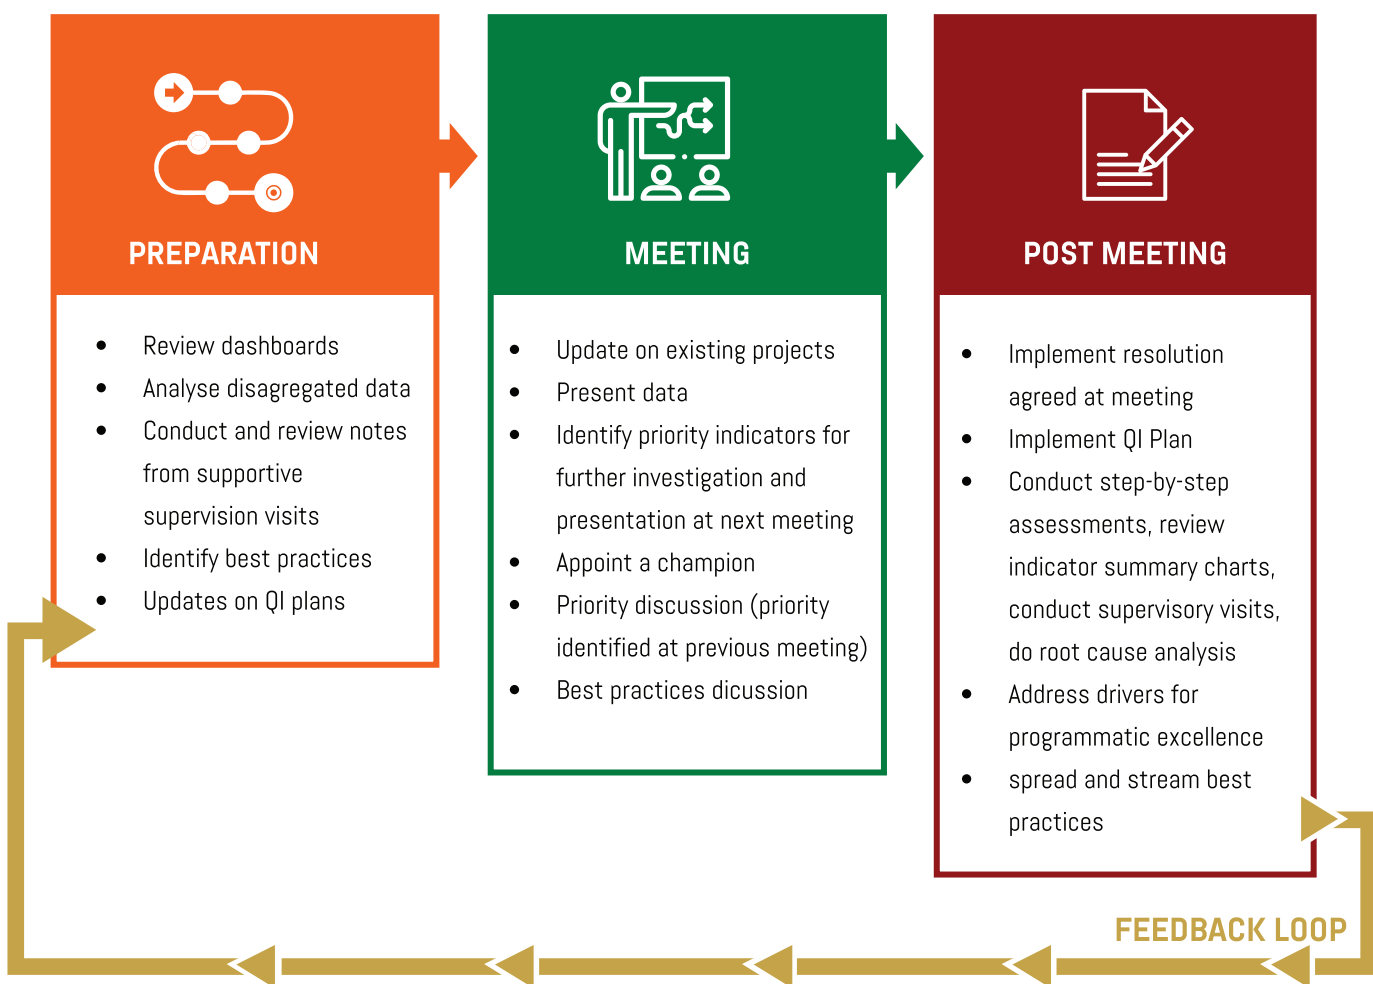 PREPARATION
• Review dashboards
• Analyse disagregated data
• Conduct and review notes
from supportive
supervision visits
• Identify best practices
• Updates on QI plans
MEETING
• Update on existing projects
• Present data
• Identify priority indicators for
further investigation and
presentation at next meeting
• Appoint a champion
• Priority discussion (priority
identified at previous meeting)
• Best practices dicussion
POST MEETING
• Implement resolution
agreed at meeting
• Implement QI Plan
• Conduct step-by-step
assessments, review
indicator summary charts,
conduct supervisory visits,
do root cause analysis
• Address drivers for
programmatic excellence
• spread and stream best
practices
FEEDBACK LOOP